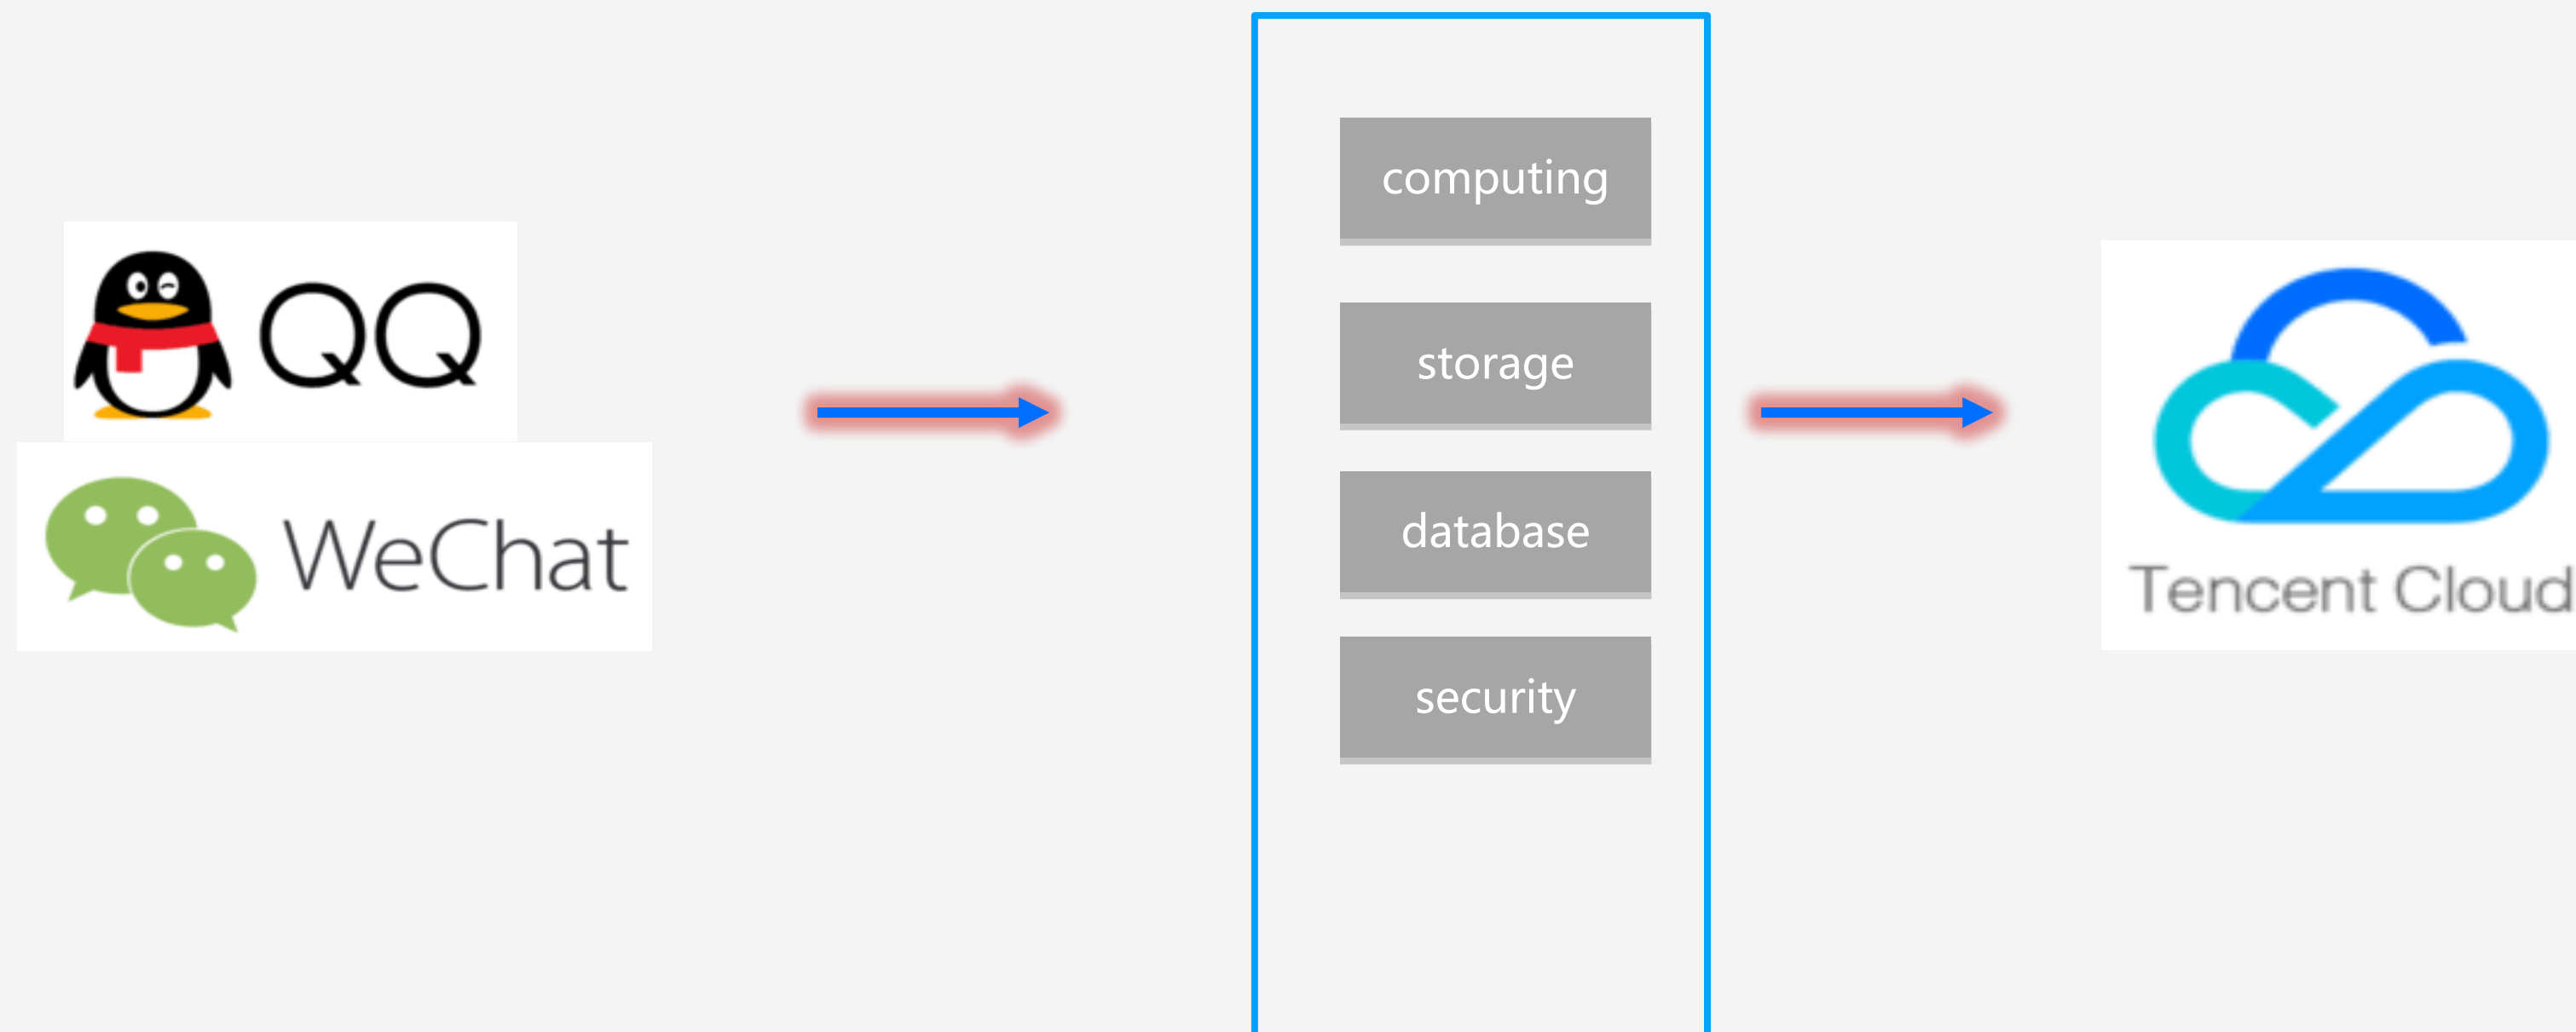 QQ
WeChat
computing
storage
database
security
Tencent Cloud